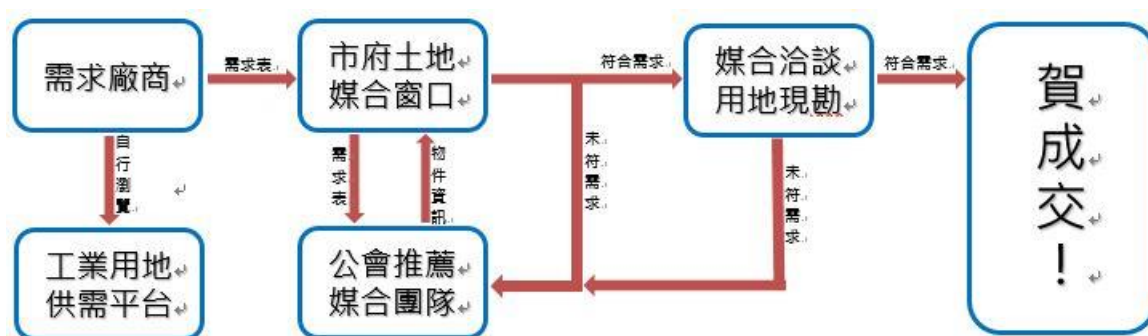 需求廠商
需求表
市府土地
媒合窗口
符合需求
媒合洽談
用地現勘
符合需求
賀成交！
自行瀏覽
需求表
物件資訊
未符需求
未符需求
工業用地
供需平台
公會推薦
媒合團隊